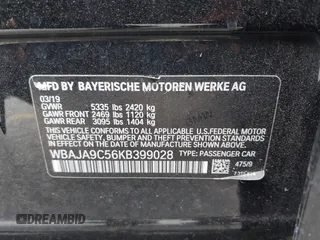 MFD BY BAYERISCHE MOTOREN WERKE AG
03/19
GVWR 5335 lbs 2420 kg
GAWR FRONT 2469 lbs 1120 kg
GAWR REAR 3095 lbs 1404 kg
THIS VEHICLE CONFORMS TO ALL APPLICABLE U.S. FEDERAL
MOTOR VEHICLE SAFETY, BUMPER, AND THEFT PREVENTION
STANDARDS IN EFFECT ON THE DATE OF MANUFACTURE SHOWN ABOVE
WBAJA9C56KB399028 TYPE: PASSENGER CAR
475/9
DREAMBID